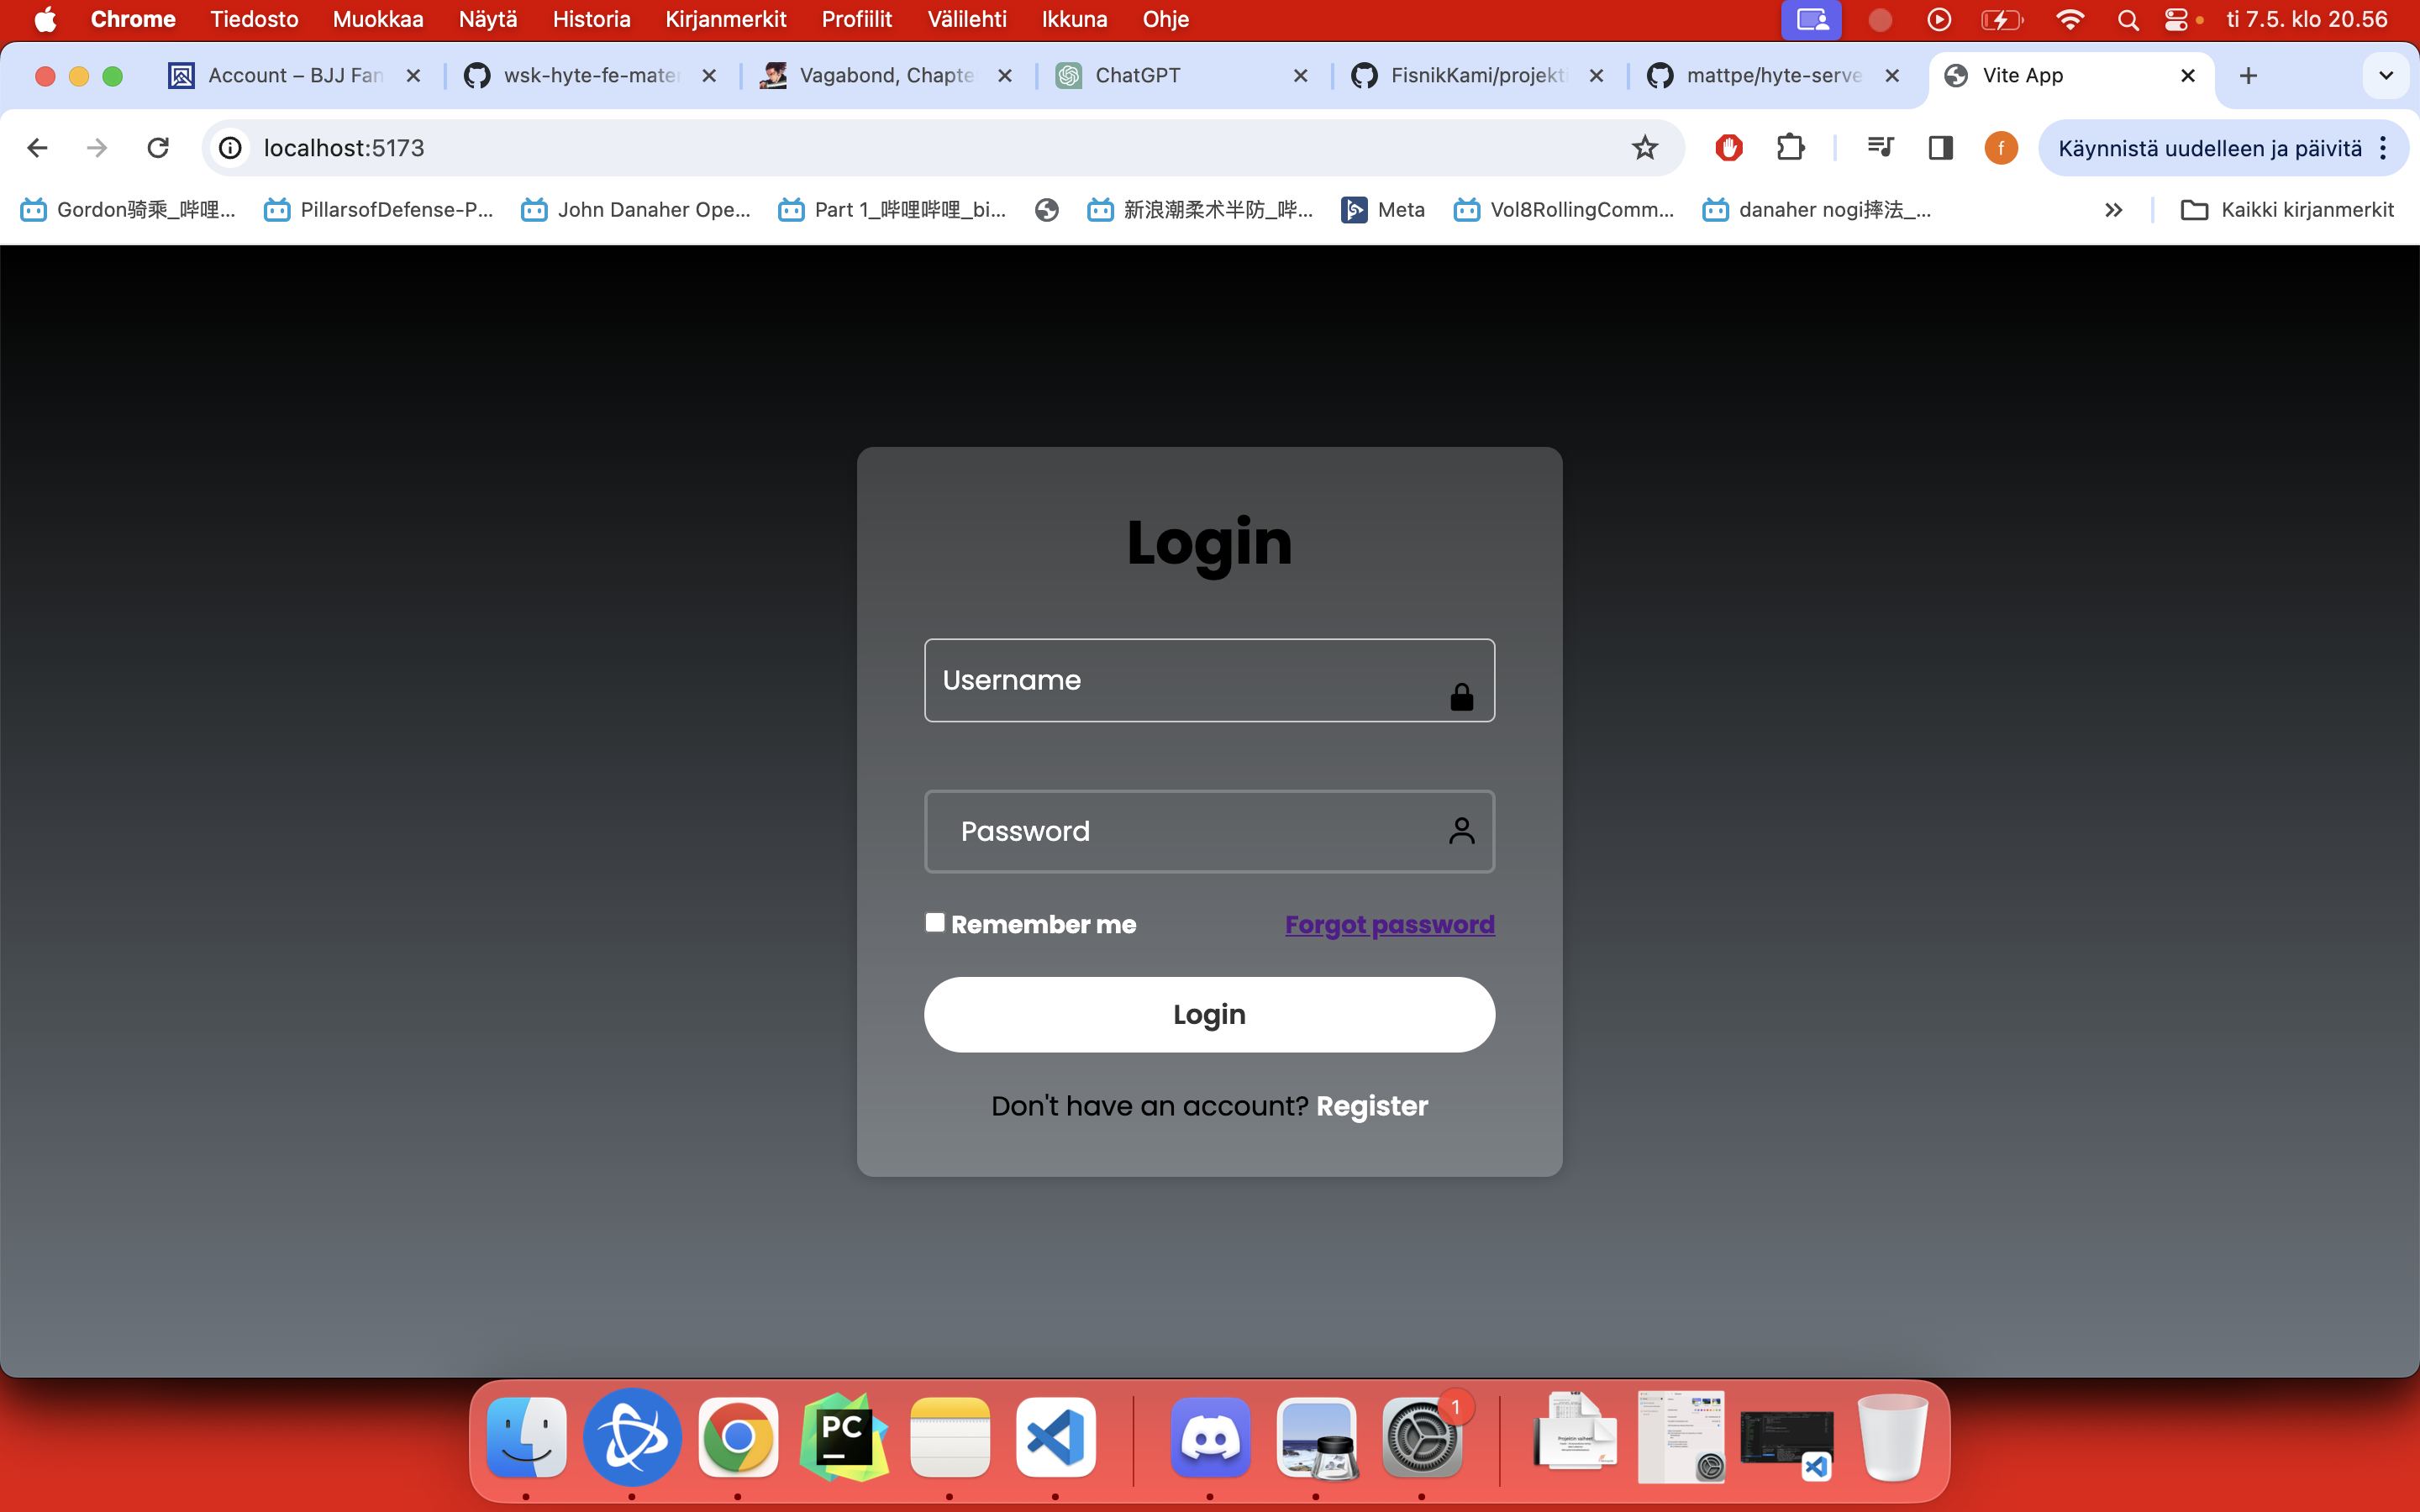 Chrome Tiedosto Muokkaa Näytä Historia Kirjanmerkit Profiilit Välilehti Ikkuna Ohje ti 7.5. klo 20.56
Account – BJJ Fan wsk-hyte-fe-mater Vagabond, Chapte ChatGPT FisnikKami/projekti mattpe/hyte-serve Vite App
localhost:5173 f Käynnistä uudelleen ja päivitä
Gordon骑乘_哔哩... PillarsofDefense-P... John Danaher Ope... Part 1_哔哩哔哩_bi... 新浪潮柔术半防_哔... Meta Vol8RollingComm... danaher nogi摔法_... Kaikki kirjanmerkit
Login
Username
Password
Remember me Forgot password
Login
Don't have an account? Register
PC 1